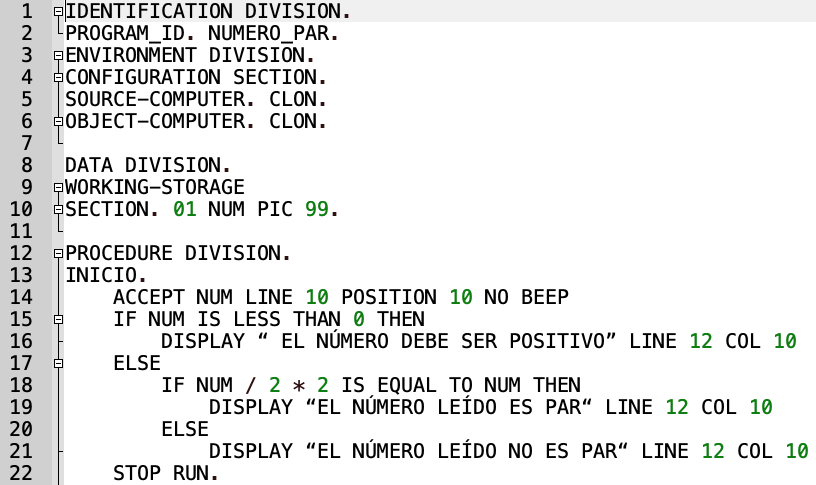 1 IDENTIFICATION DIVISION.
2 PROGRAM_ID. NUMERO_PAR.
3 ENVIRONMENT DIVISION.
4 CONFIGURATION SECTION.
5 SOURCE-COMPUTER. CLON.
6 OBJECT-COMPUTER. CLON.
7
8 DATA DIVISION.
9 WORKING-STORAGE
10 SECTION. 01 NUM PIC 99.
11
12 PROCEDURE DIVISION.
13 INICIO.
14 ACCEPT NUM LINE 10 POSITION 10 NO BEEP
15 IF NUM IS LESS THAN 0 THEN
16 DISPLAY “ EL NÚMERO DEBE SER POSITIVO” LINE 12 COL 10
17 ELSE
18 IF NUM / 2 * 2 IS EQUAL TO NUM THEN
19 DISPLAY “EL NÚMERO LEÍDO ES PAR“ LINE 12 COL 10
20 ELSE
21 DISPLAY “EL NÚMERO LEÍDO NO ES PAR“ LINE 12 COL 10
22 STOP RUN.